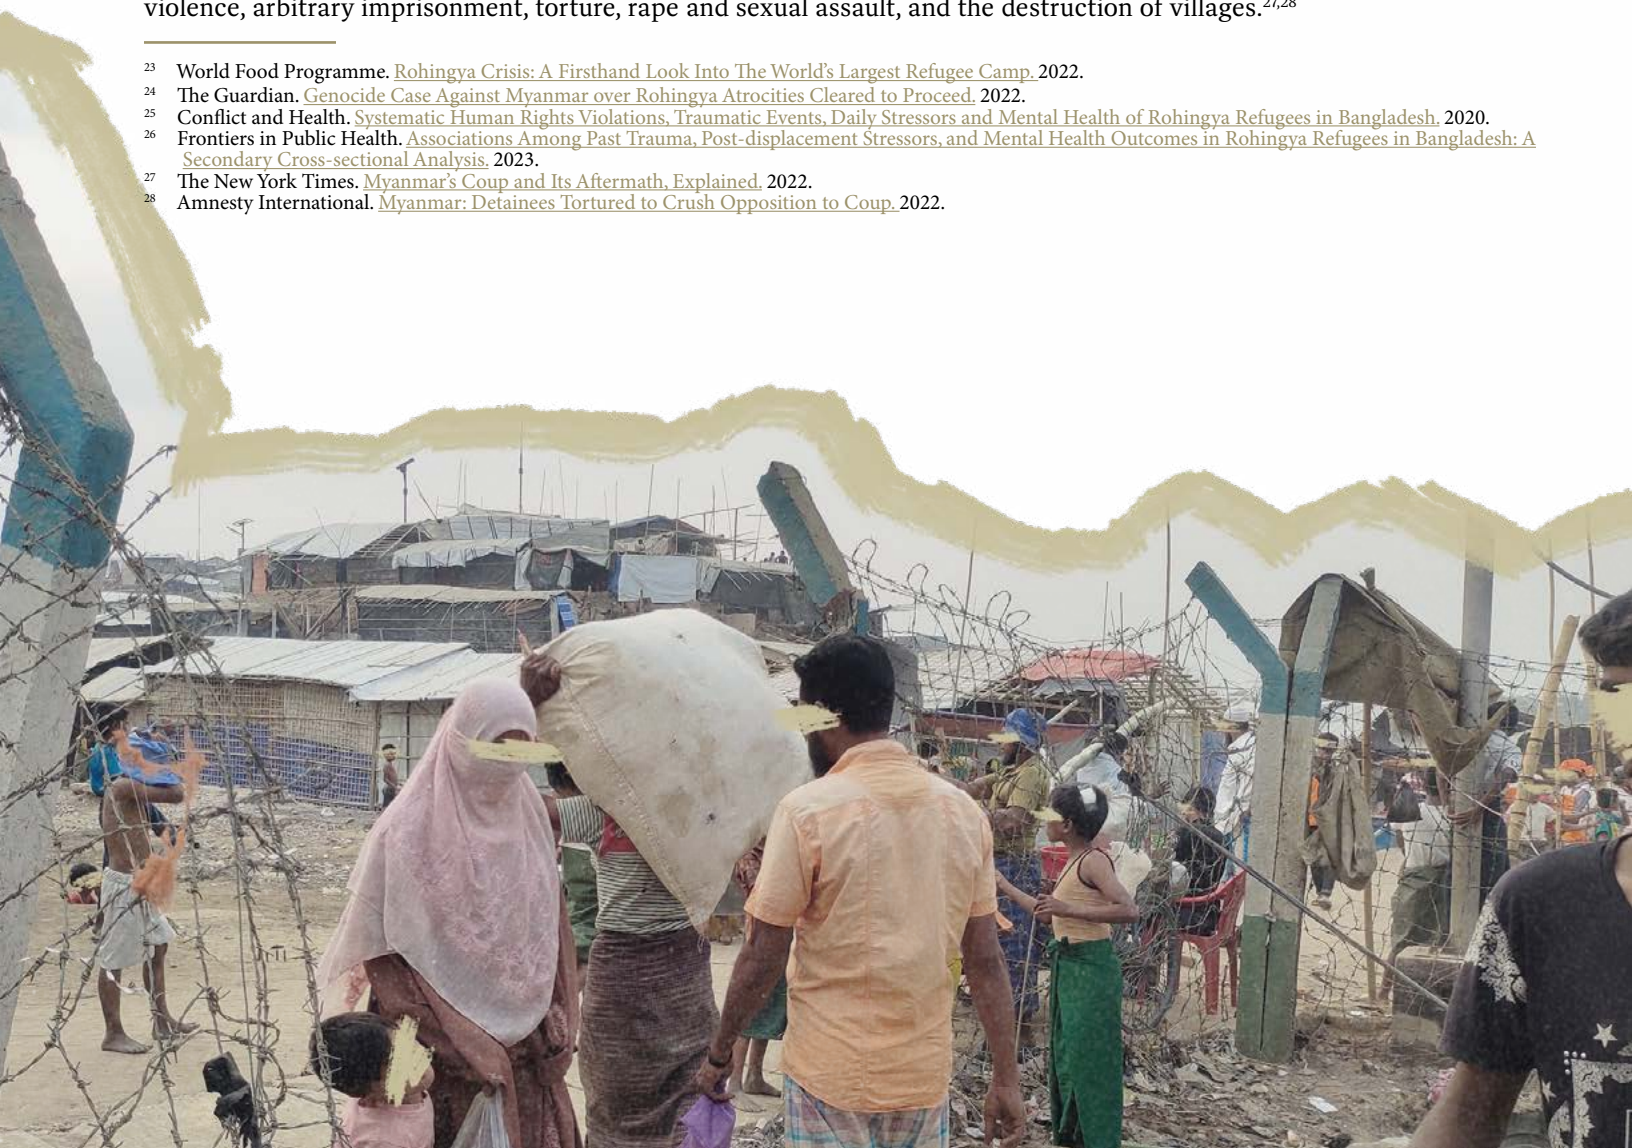 violence, arbitrary imprisonment, torture, rape and sexual assault, and the destruction of villages.27,28
23 World Food Programme. Rohingya Crisis: A Firsthand Look Into The World's Largest Refugee Camp. 2022.
24 The Guardian. Genocide Case Against Myanmar over Rohingya Atrocities Cleared to Proceed. 2022.
25 Conflict and Health. Systematic Human Rights Violations, Traumatic Events, Daily Stressors and Mental Health of Rohingya Refugees in Bangladesh. 2020.
26 Frontiers in Public Health. Associations Among Past Trauma, Post-displacement Stressors, and Mental Health Outcomes in Rohingya Refugees in Bangladesh: A
Secondary Cross-sectional Analysis. 2023.
27 The New York Times. Myanmar's Coup and Its Aftermath, Explained. 2022.
28 Amnesty International. Myanmar: Detainees Tortured to Crush Opposition to Coup. 2022.